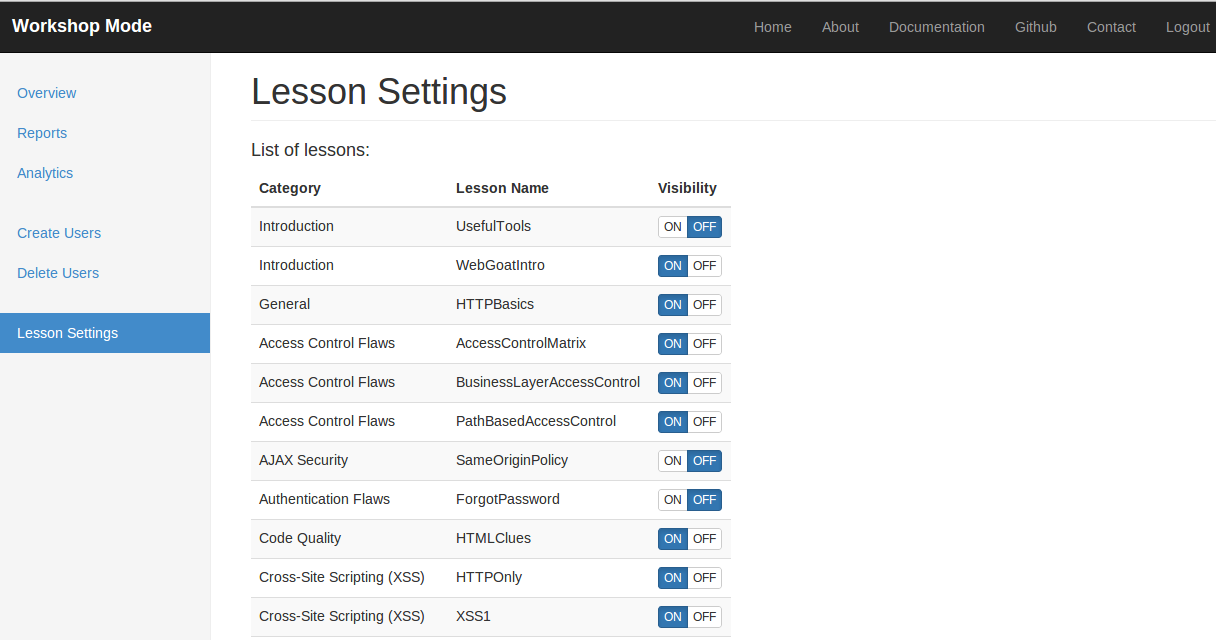 Workshop Mode Home About Documentation Github Contact Logout
Overview
Reports
Analytics
Create Users
Delete Users
Lesson Settings
Lesson Settings
List of lessons:
Category Lesson Name Visibility
Introduction UsefulTools ON OFF
Introduction WebGoatIntro ON OFF
General HTTPBasics ON OFF
Access Control Flaws AccessControlMatrix ON OFF
Access Control Flaws BusinessLayerAccessControl ON OFF
Access Control Flaws PathBasedAccessControl ON OFF
AJAX Security SameOriginPolicy ON OFF
Authentication Flaws ForgotPassword ON OFF
Code Quality HTMLClues ON OFF
Cross-Site Scripting (XSS) HTTPOnly ON OFF
Cross-Site Scripting (XSS) XSS1 ON OFF